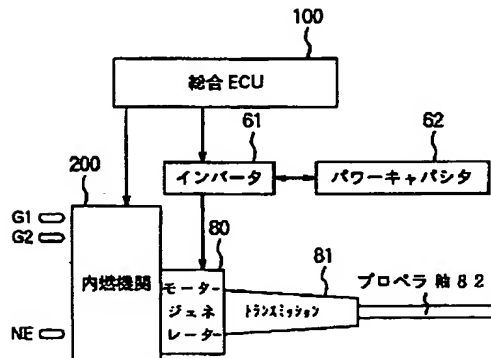 100
総合 ECU
61
62
インバータ
パワーキャパシタ
200
G1
G2
80
81
内燃機関
モーター
ジェネ
レーター
トランスミッション
プロペラ軸82
NE